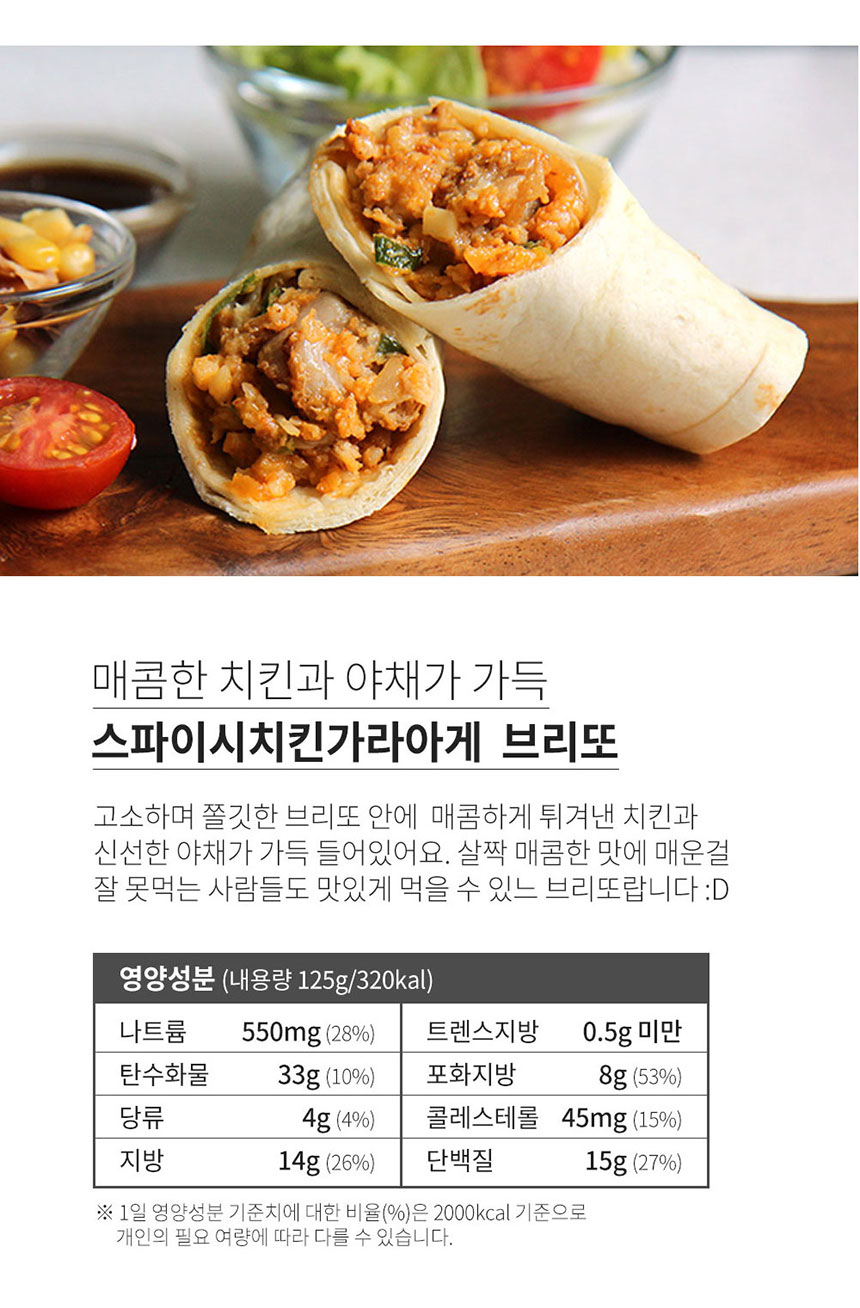 매콤한 치킨과 야채가 가득
스파이시치킨가라아게 브리또
고소하며 쫄깃한 브리또 안에 매콤하게 튀겨낸 치킨과
신선한 야채가 가득 들어있어요. 살짝 매콤한 맛에 매운걸
잘 못먹는 사람들도 맛있게 먹을 수 있느 브리또랍니다 :D
영양성분 (내용량 125g/320kal)
나트륨 550mg (28%) 트렌스지방 0.5g 미만
탄수화물 33g (10%) 포화지방 8g (53%)
당류 4g (4%) 콜레스테롤 45mg (15%)
지방 14g (26%) 단백질 15g (27%)
※ 1일 영양성분 기준치에 대한 비율(%)은 2000kcal 기준으로
개인의 필요 여량에 따라 다를 수 있습니다.